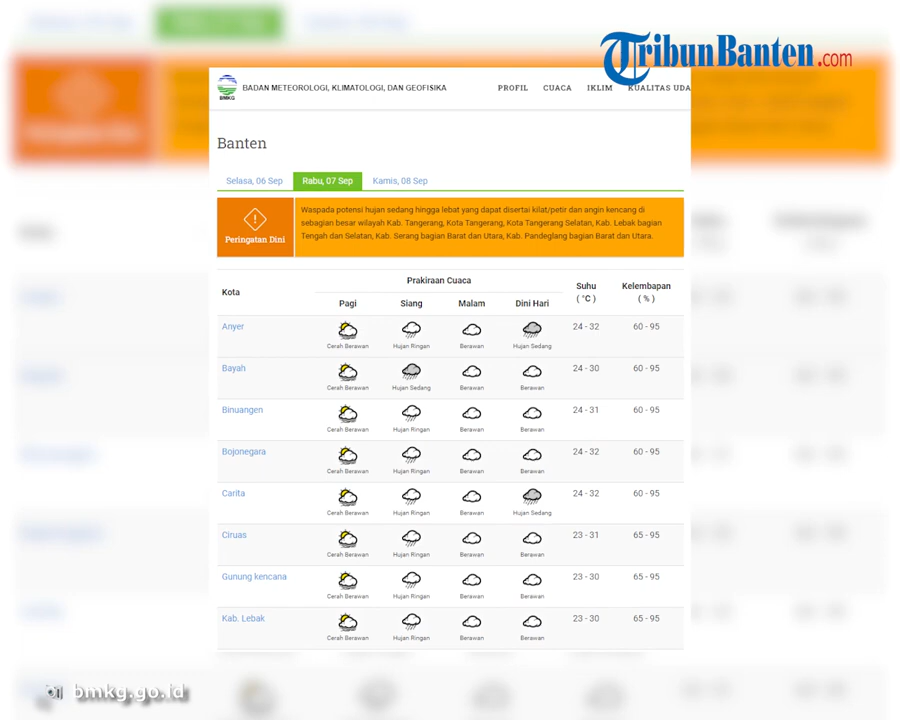 TribunBanten.com
BMKG
BADAN METEOROLOGI, KLIMATOLOGI, DAN GEOFISIKA
PROFIL CUACA IKLIM KUALITAS UDA
Banten
Selasa, 06 Sep Rabu, 07 Sep Kamis, 08 Sep
Peringatan Dini
Waspada potensi hujan sedang hingga lebat yang dapat disertai kilat/petir dan angin kencang di
sebagian besar wilayah Kab. Tangerang, Kota Tangerang, Kota Tangerang Selatan, Kab. Lebak bagian
Tengah dan Selatan, Kab. Serang bagian Barat dan Utara, Kab. Pandeglang bagian Barat dan Utara.
Kota Prakiraan Cuaca Suhu ( °C ) Kelembapan ( % )
Pagi Siang Malam Dini Hari
Anyer 24 - 32 60 - 95
Cerah Berawan Hujan Ringan Berawan Hujan Sedang
Bayah 24 - 30 60 - 95
Cerah Berawan Hujan Sedang Berawan Berawan
Binuangen 24 - 31 60 - 95
Cerah Berawan Hujan Ringan Berawan Berawan
Bojonegara 24 - 32 60 - 95
Cerah Berawan Hujan Ringan Berawan Berawan
Carita 24 - 32 60 - 95
Cerah Berawan Hujan Ringan Berawan Hujan Sedang
Ciruas 23 - 31 65 - 95
Cerah Berawan Hujan Ringan Berawan Berawan
Gunung kencana 23 - 30 65 - 95
Cerah Berawan Hujan Ringan Berawan Berawan
Kab. Lebak 23 - 30 65 - 95
Cerah Berawan Hujan Ringan Berawan Berawan
bmkg.go.id